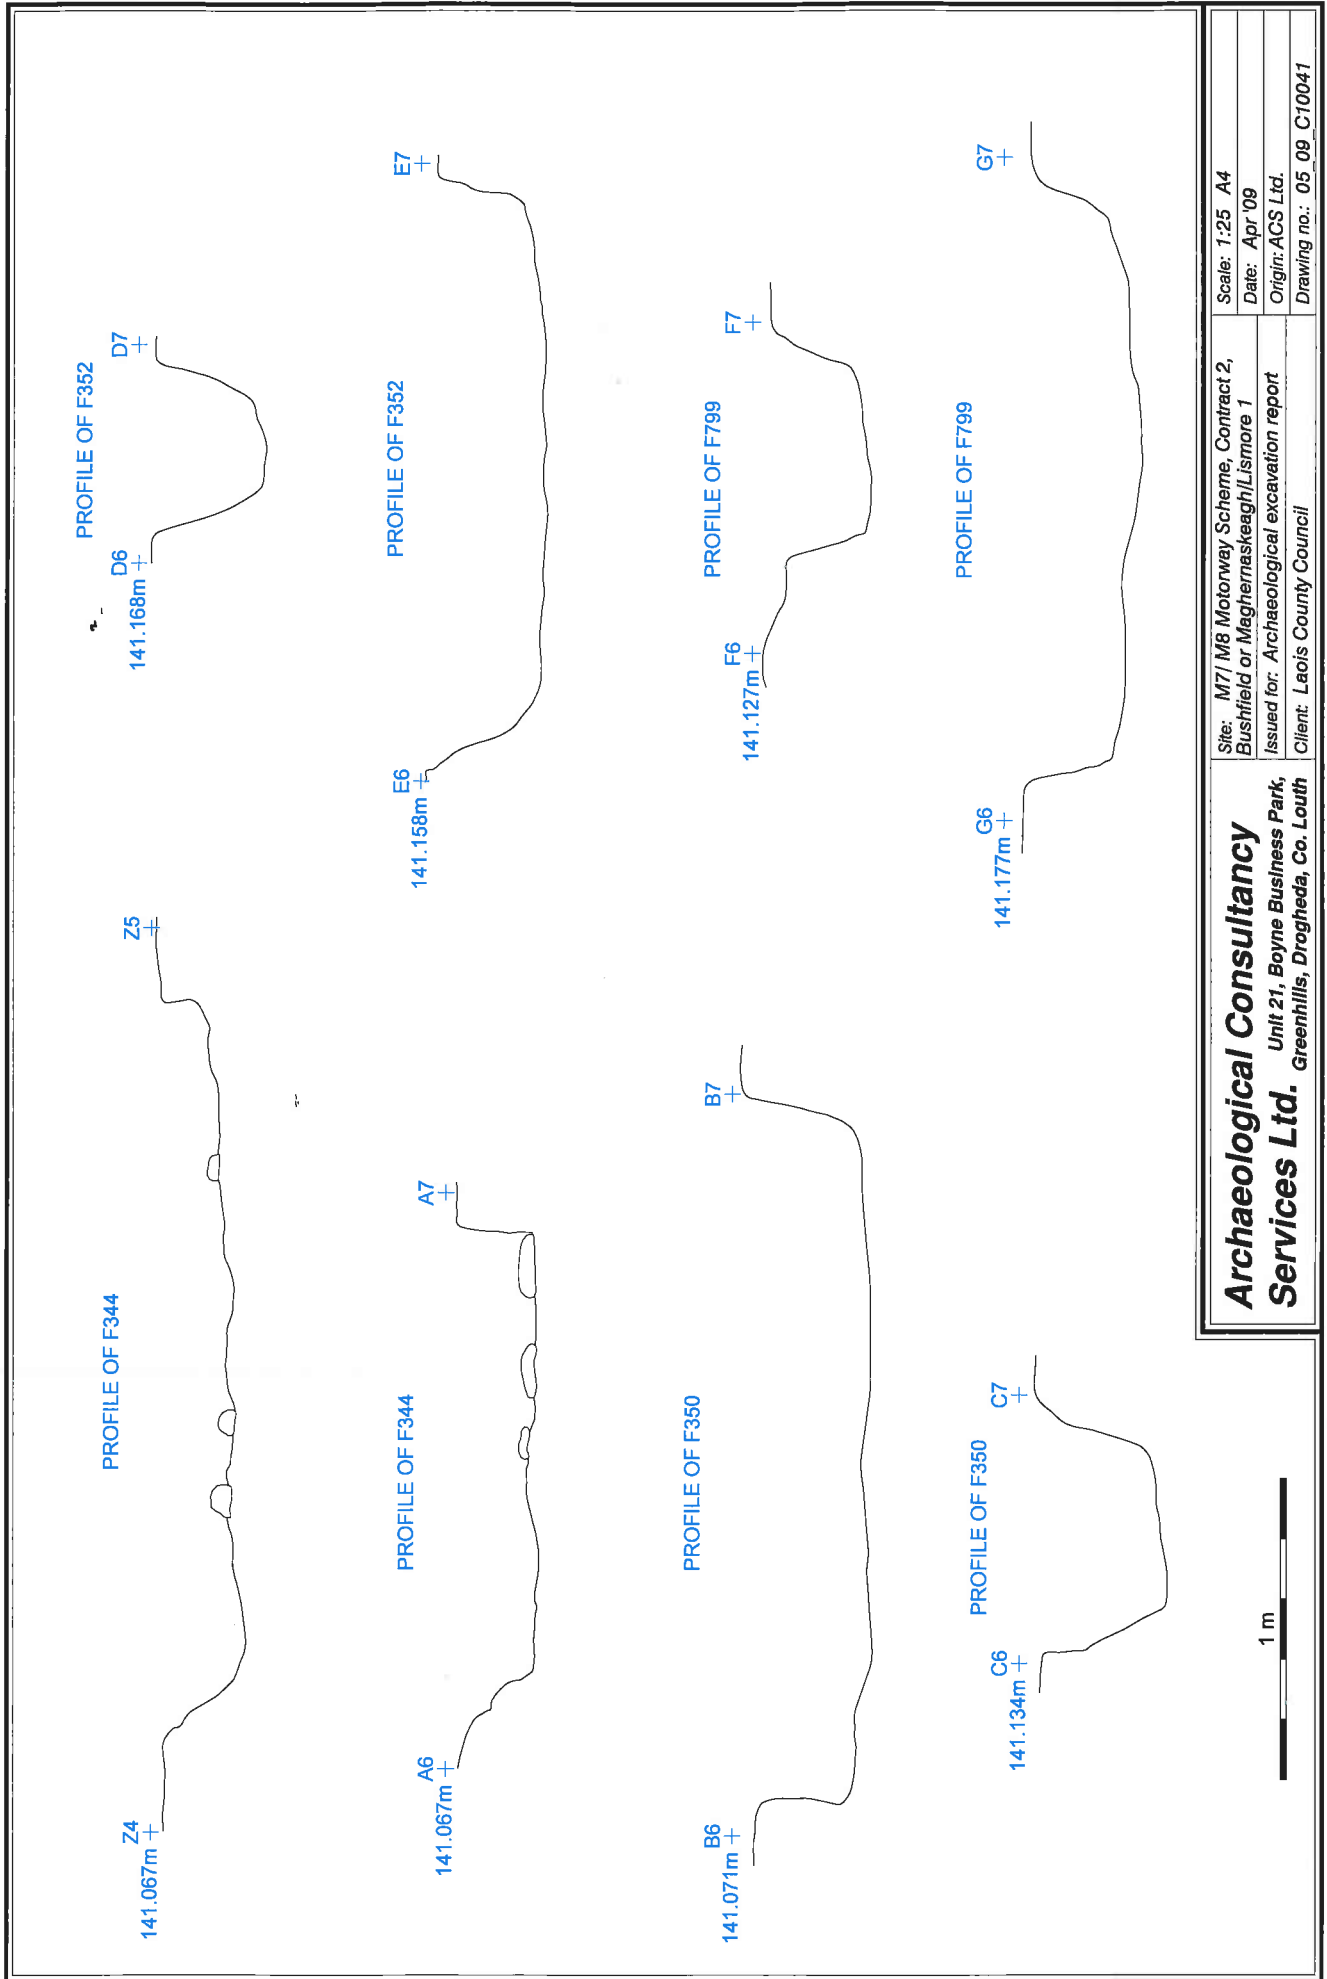 PROFILE OF F344
Z4
141.067m
Z5
PROFILE OF F352
D6
141.168m
D7
PROFILE OF F344
A6
141.067m
A7
PROFILE OF F352
E6
141.158m
E7
PROFILE OF F350
B6
141.071m
B7
PROFILE OF F799
F6
141.127m
F7
PROFILE OF F350
C6
141.134m
C7
PROFILE OF F799
G6
141.177m
G7
1 m
Archaeological Consultancy
Services Ltd.
Unit 21, Boyne Business Park,
Greenhills, Drogheda, Co. Louth
Site: M7/ M8 Motorway Scheme, Contract 2,
Bushfield or Maghernaskeagh/Lismore 1
Issued for: Archaeological excavation report
Client: Laois County Council
Scale: 1:25 A4
Date: Apr '09
Origin: ACS Ltd.
Drawing no.: 05_09_C10041